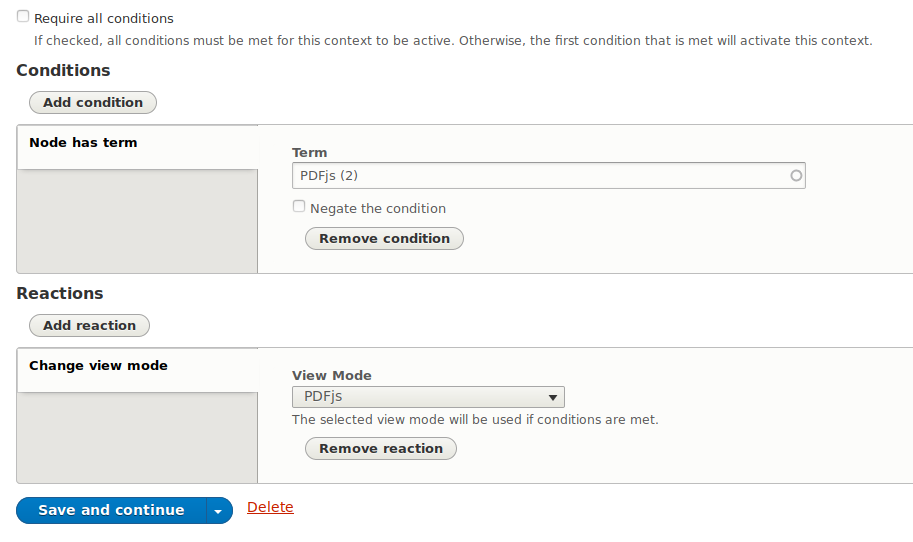 Require all conditions
If checked, all conditions must be met for this context to be active. Otherwise, the first condition that is met will activate this context.
Conditions
Add condition
Node has term
Term
PDFjs (2)
Negate the condition
Remove condition
Reactions
Add reaction
Change view mode
View Mode
PDFjs
The selected view mode will be used if conditions are met.
Remove reaction
Save and continue
Delete